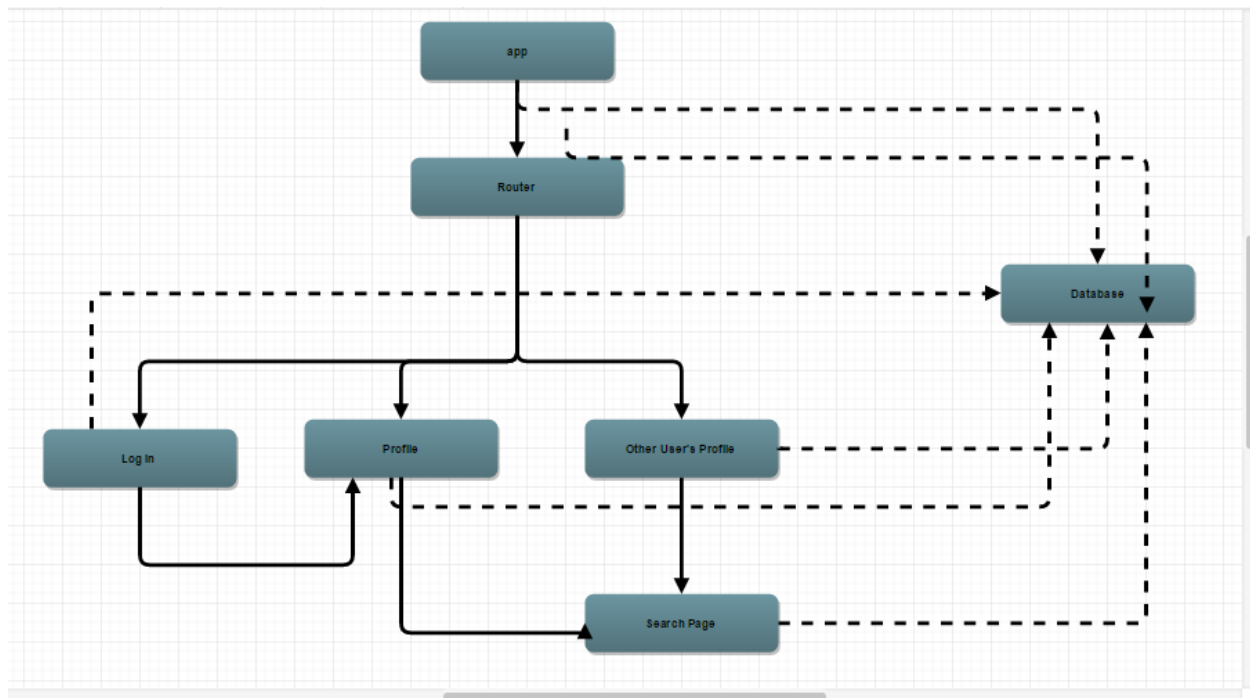 app
Router
Database
Log In
Profile
Other User's Profile
Search Page